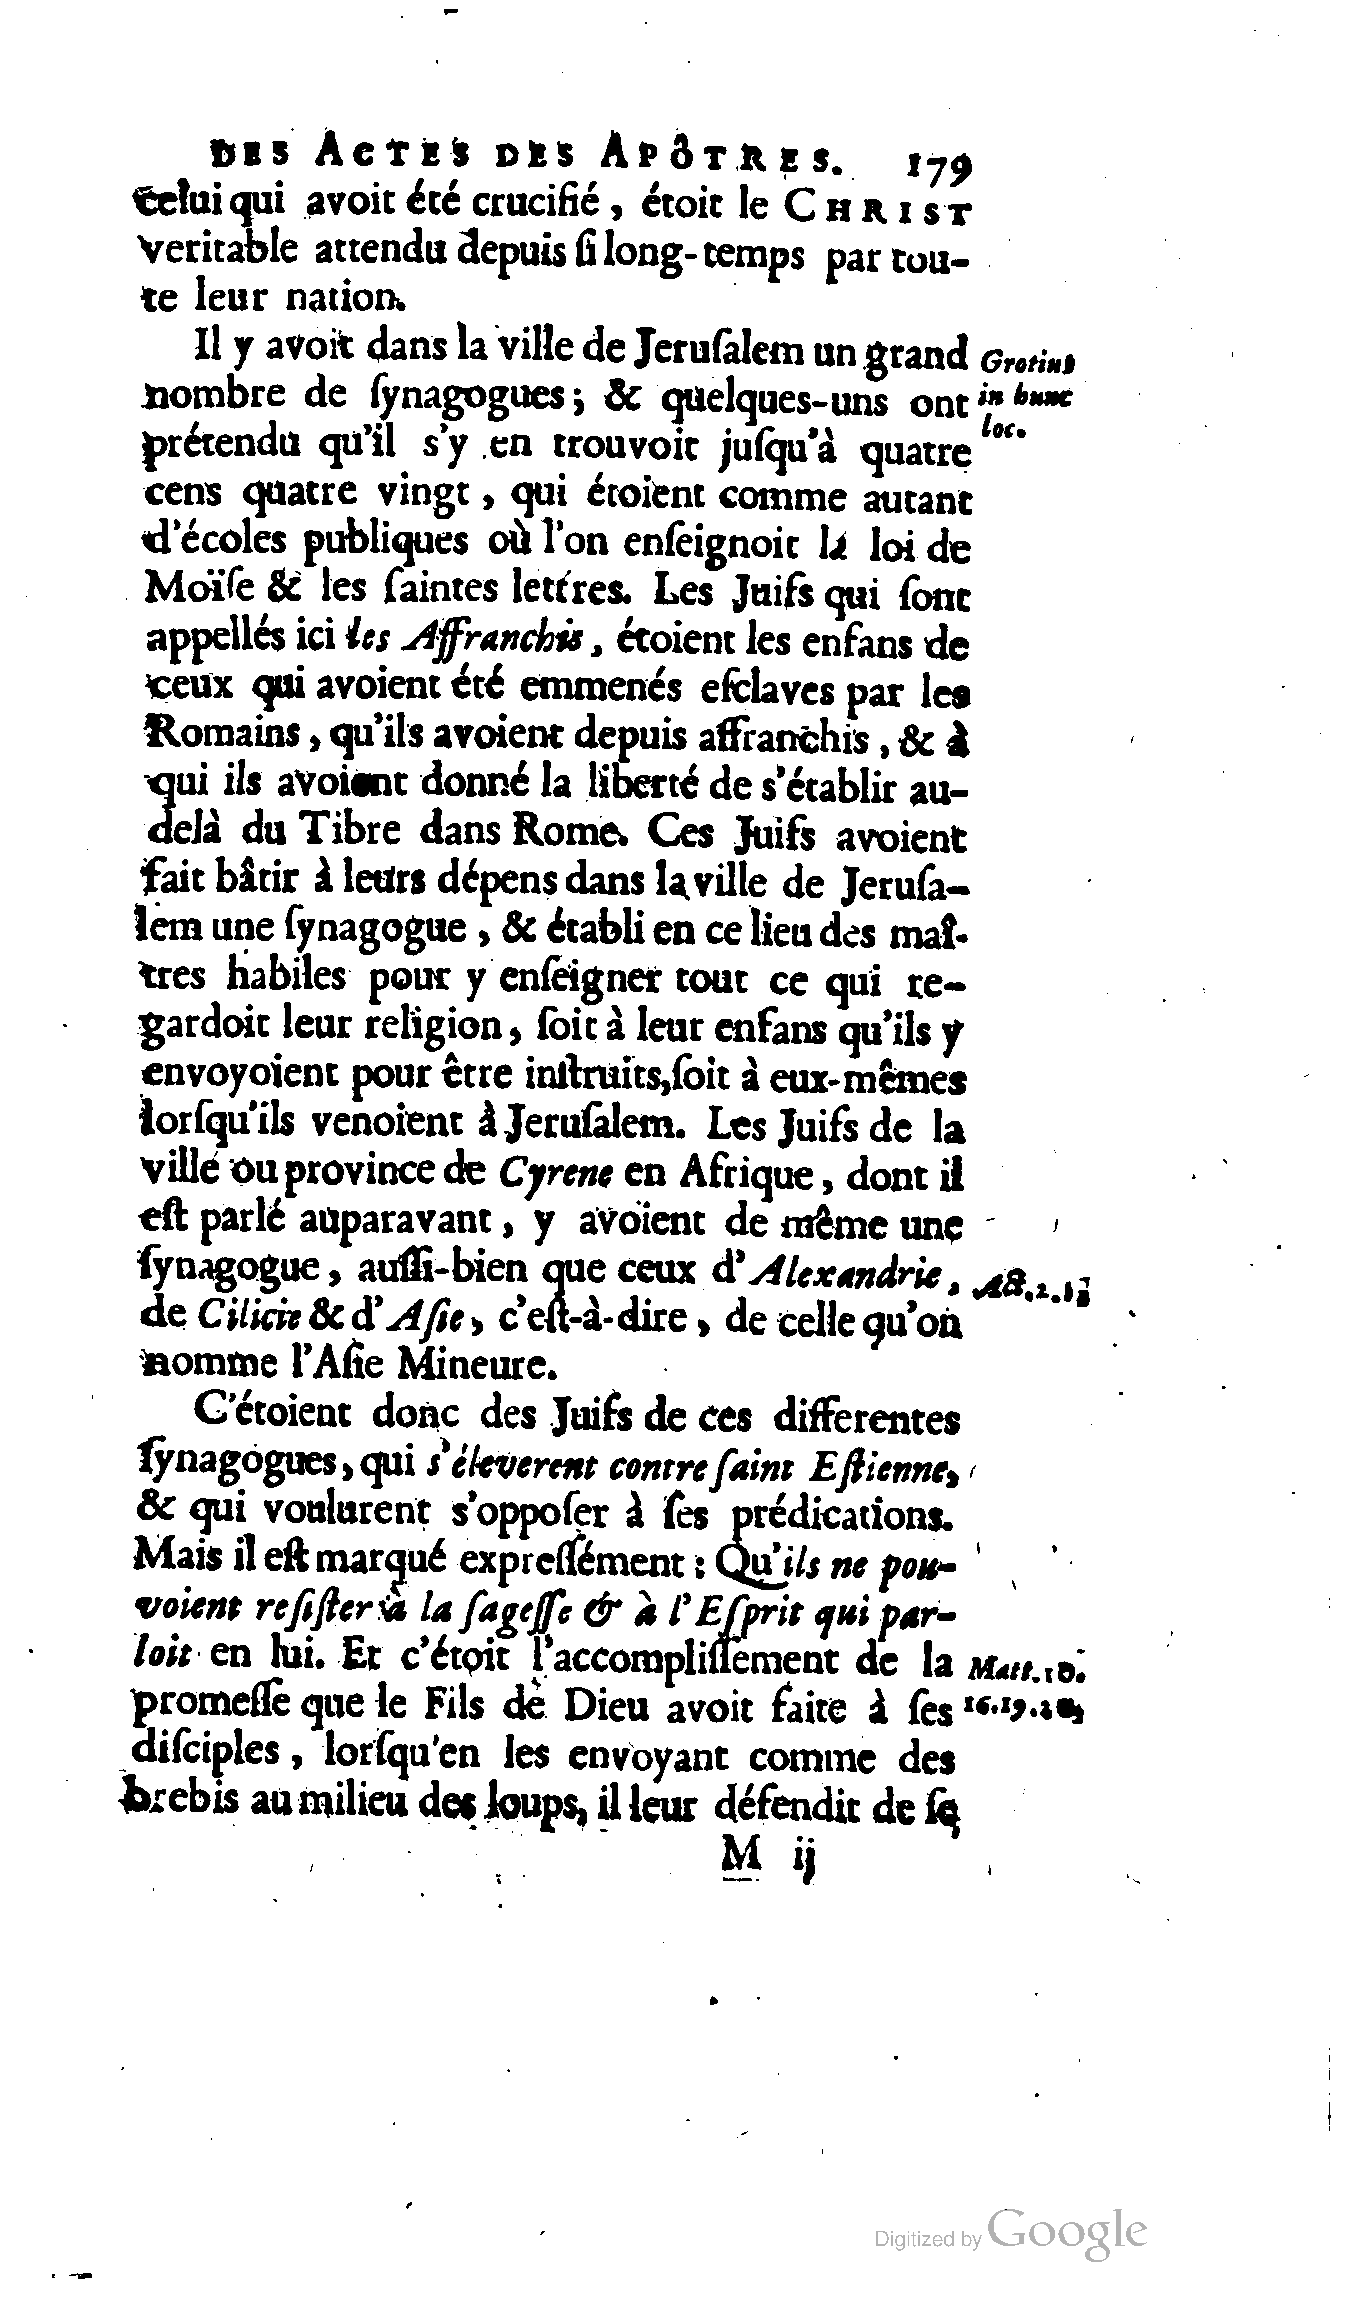 DES ACTES DES APÔTRES. 179
Celui qui avoit été crucifié, étoit le CHRIST
veritable attendu depuis ſi long-temps par tou-
te leur nation.
Il y avoit dans la ville de Jeruſalem un grand
Grotius
nombre de ſynagogues; & quelques-uns ont
in hunc
prétendu qu'il s'y en trouvoit juſqu'à quatre
loc.
cens quatre vingt, qui étoient comme autant
d'écoles publiques où l'on enſeignoit la loi de
Moïſe & les ſaintes lettres. Les Juifs qui ſont
appellés ici les Affranchis, étoient les enfans de
ceux qui avoient été emmenés eſclaves par les
Romains, qu'ils avoient depuis affranchis, & à
qui ils avoient donné la liberté de s'établir au-
delà du Tibre dans Rome. Ces Juifs avoient
fait bâtir à leurs dépens dans la ville de Jeruſa-
lem une ſynagogue, & établi en ce lieu des maî-
tres habiles pour y enſeigner tout ce qui re-
gardoit leur religion, ſoit à leur enfans qu'ils y
envoyoient pour être inſtruits, ſoit à eux-mêmes
lorſqu'ils venoient à Jeruſalem. Les Juifs de la
ville ou province de Cyrene en Afrique, dont il
eſt parlé auparavant, y avoient de même une
ſynagogue, auſſi-bien que ceux d'Alexandrie,
Act. 2.
de Cilicie & d'Aſie, c'eſt-à-dire, de celle qu'on
nomme l'Aſie Mineure.
C'étoient donc des Juifs de ces differentes
ſynagogues, qui s'éleverent contre ſaint Eſtienne,
& qui voulurent s'oppoſer à ſes prédications.
Mais il eſt marqué expreſſément: Qu'ils ne pou-
voient reſiſter à la ſageſſe & à l'Eſprit qui par-
loit en lui. Et c'étoit l'accompliſſement de la
Matt. 10.
promeſſe que le Fils de Dieu avoit faite à ſes
16. 19. 20.
diſciples, lorſqu'en les envoyant comme des
brebis au milieu des loups, il leur défendit de ſe
M ij
Digitized by Google